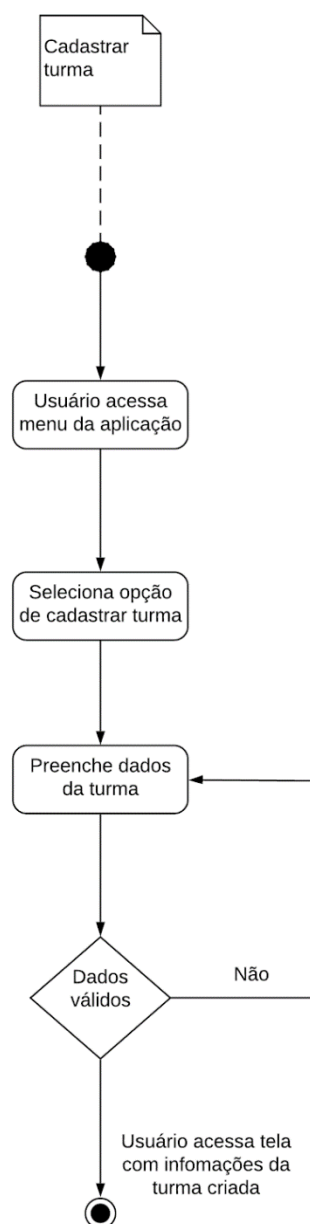 Cadastrar
turma
Usuário acessa
menu da aplicação
Seleciona opção
de cadastrar turma
Preenche dados
da turma
Dados
válidos
Não
Usuário acessa tela
com infomações da
turma criada